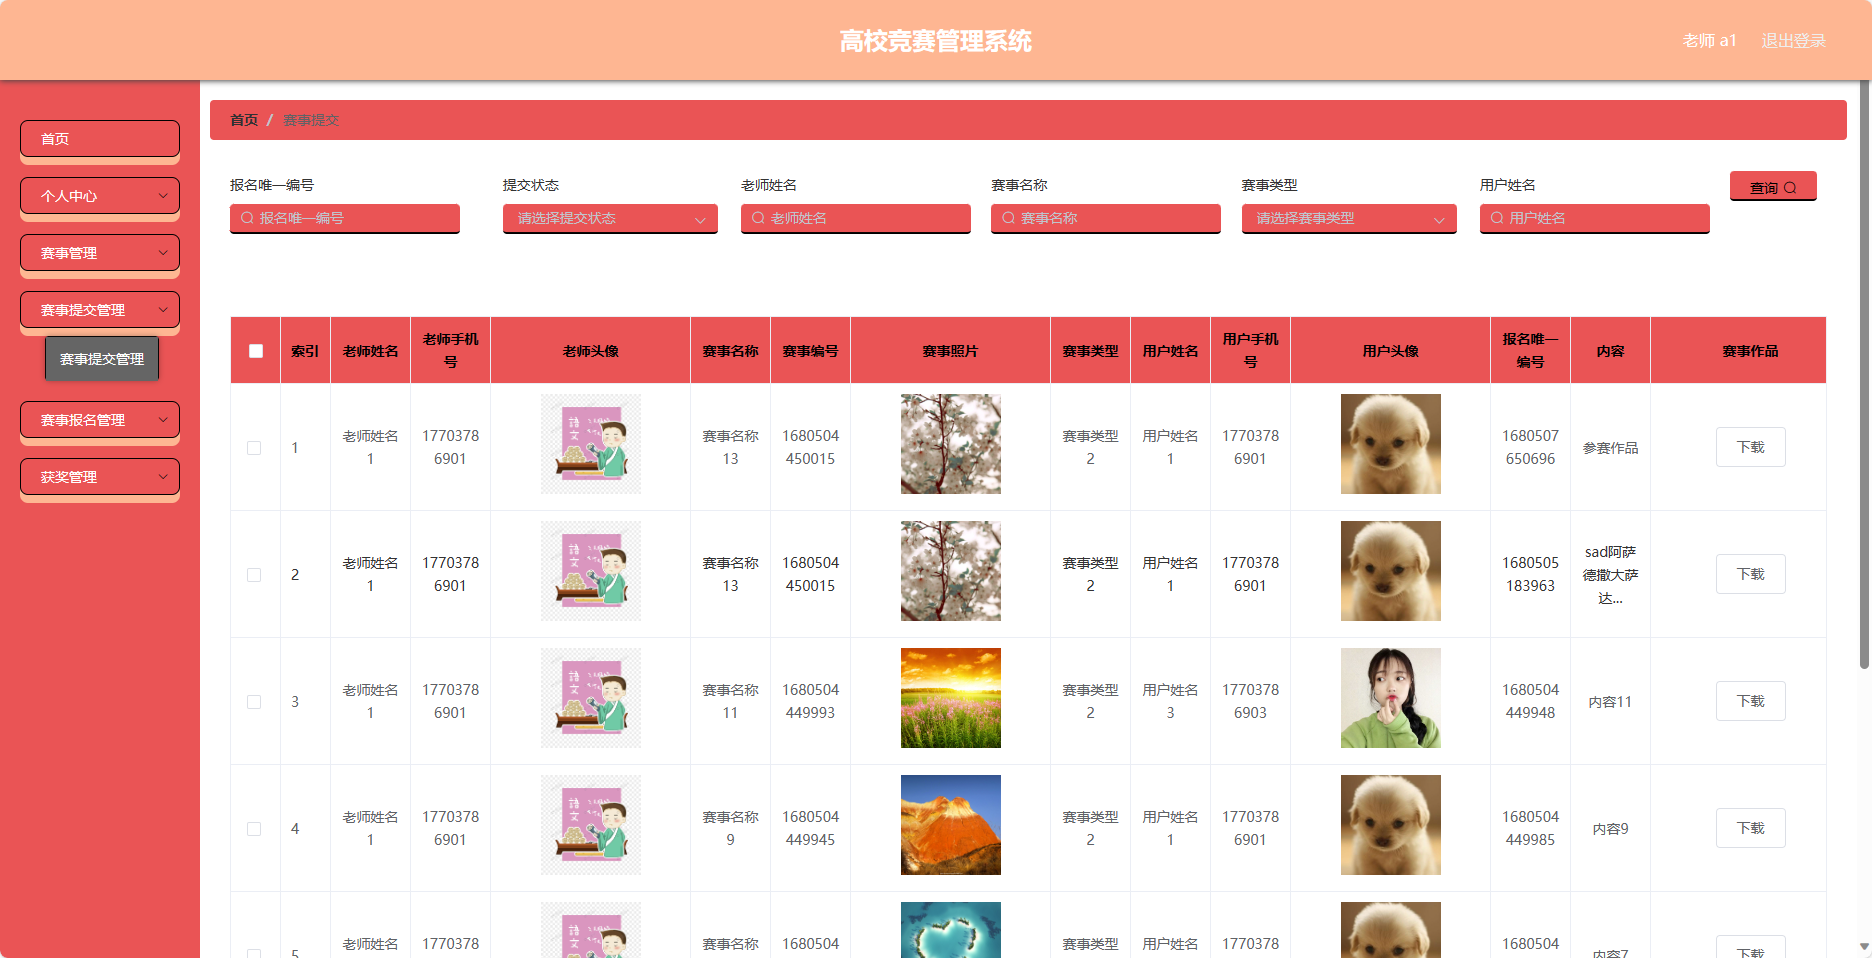 高校竞赛管理系统
老师 a1 退出登录
首页
个人中心
赛事管理
赛事提交管理
赛事提交管理
赛事报名管理
获奖管理
首页 / 赛事提交
报名唯一编号 提交状态 老师姓名 赛事名称 赛事类型 用户姓名
报名唯一编号 请选择提交状态 老师姓名 赛事名称 请选择赛事类型 用户姓名
查询
索引 老师姓名 老师手机号 老师头像 赛事名称 赛事编号 赛事照片 赛事类型 用户姓名 用户手机号 用户头像 报名唯一编号 内容 赛事作品
1 老师姓名1 17703786901 赛事名称13 1680504450015 赛事类型2 用户姓名1 17703786901 1680507650696 参赛作品 下载
2 老师姓名1 17703786901 赛事名称13 1680504450015 赛事类型2 用户姓名1 17703786901 1680505183963 sad阿萨德撒大萨达... 下载
3 老师姓名1 17703786901 赛事名称11 1680504449993 赛事类型2 用户姓名3 17703786903 1680504449948 内容11 下载
4 老师姓名1 17703786901 赛事名称9 1680504449945 赛事类型2 用户姓名1 17703786901 1680504449985 内容9 下载
5 老师姓名 1770378 赛事名称 1680504 赛事类型 用户姓名 1770378 1680504 内容7 下载
语文
语文
语文
语文
语文